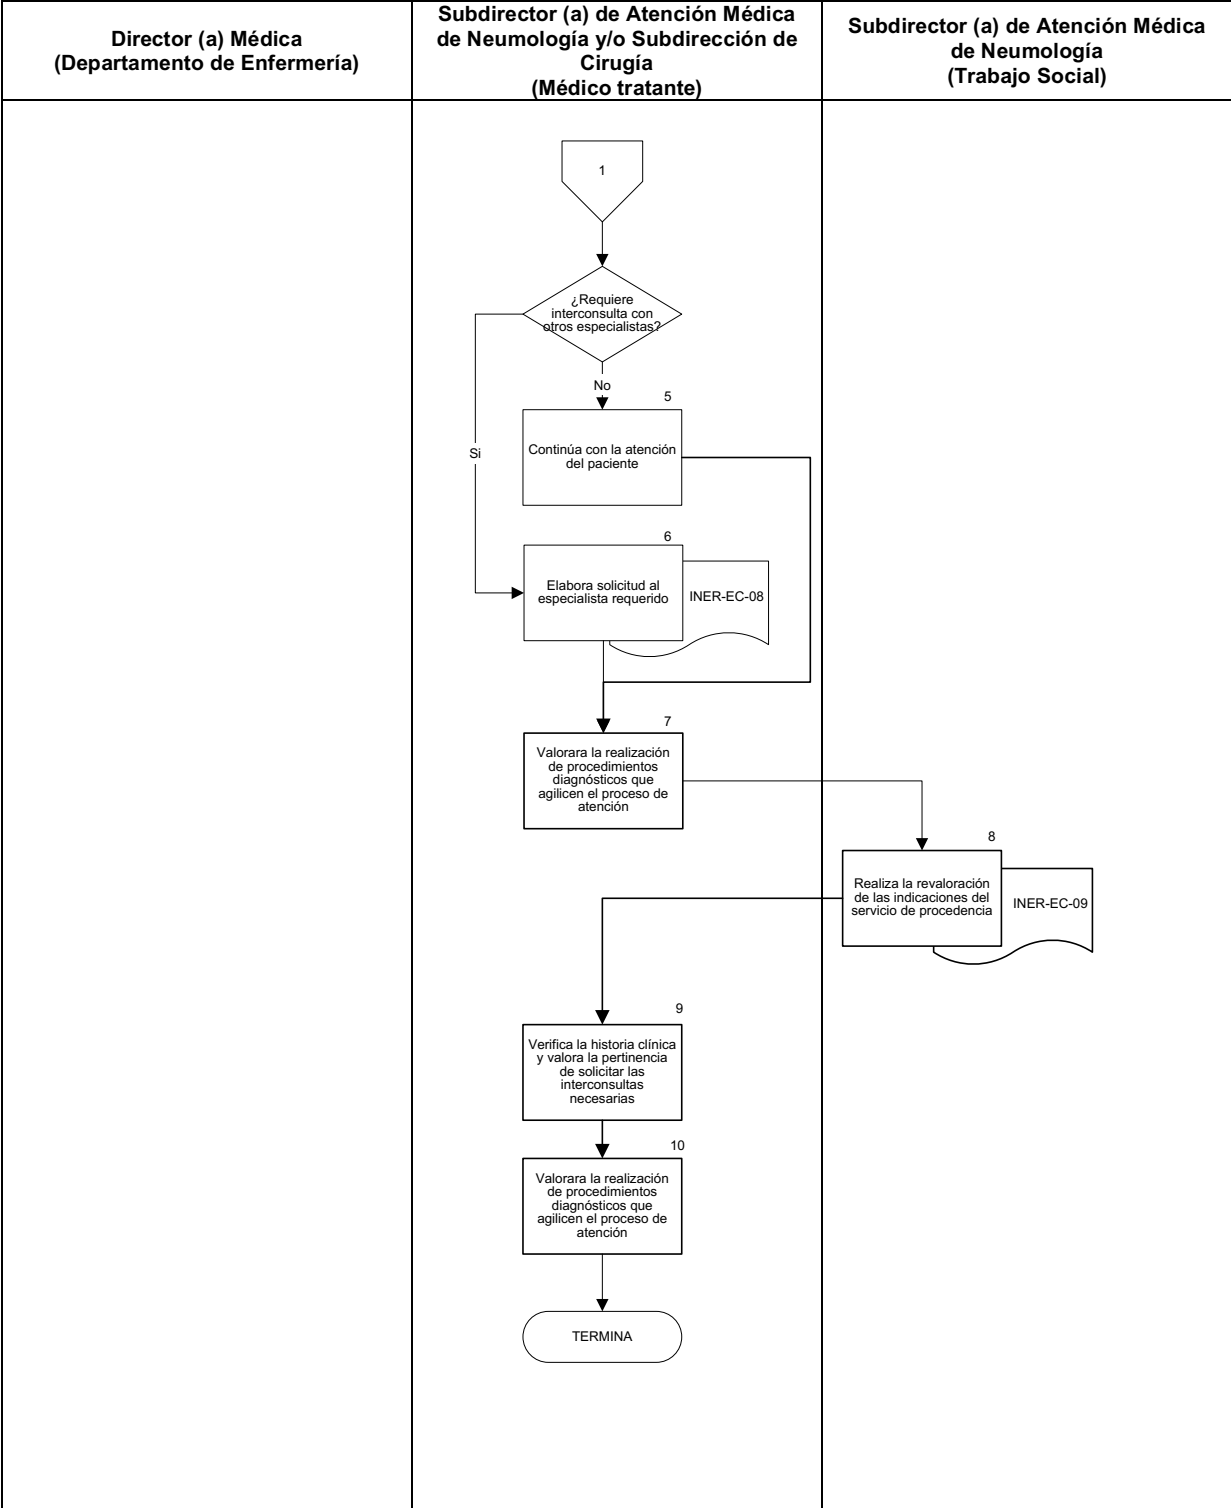 Director (a) Médica
(Departamento de Enfermería)
Subdirector (a) de Atención Médica
de Neumología y/o Subdirección de
Cirugía
(Médico tratante)
Subdirector (a) de Atención Médica
de Neumología
(Trabajo Social)
1
¿Requiere
interconsulta con
otros especialistas?
No
Si
5
Continúa con la atención
del paciente
6
Elabora solicitud al
especialista requerido
INER-EC-08
7
Valorara la realización
de procedimientos
diagnósticos que
agilicen el proceso de
atención
8
Realiza la revaloración
de las indicaciones del
servicio de procedencia
INER-EC-09
9
Verifica la historia clínica
y valora la pertinencia
de solicitar las
interconsultas
necesarias
10
Valorara la realización
de procedimientos
diagnósticos que
agilicen el proceso de
atención
TERMINA